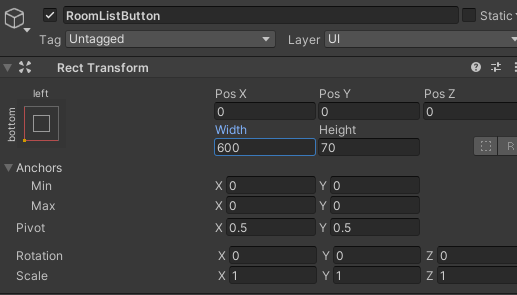 RoomListButton Static
Tag Untagged Layer UI
Rect Transform
left
bottom
Pos X Pos Y Pos Z
0 0 0
Width Height
600 70
R
Anchors
Min X 0 Y 0
Max X 0 Y 0
Pivot X 0.5 Y 0.5
Rotation X 0 Y 0 Z 0
Scale X 1 Y 1 Z 1